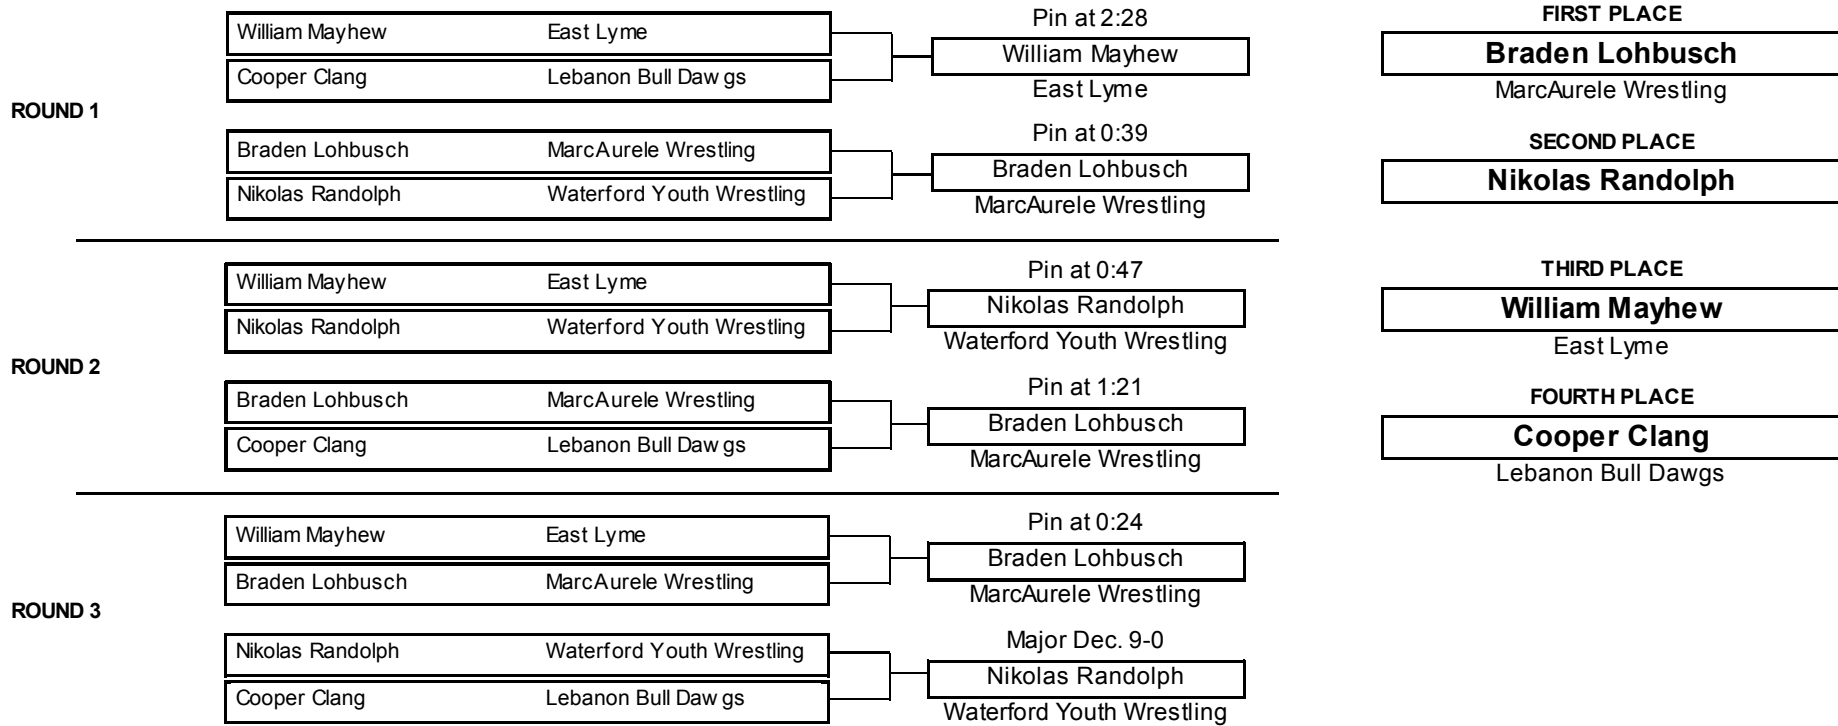 ROUND 1
William Mayhew East Lyme
Cooper Clang Lebanon Bull Dawgs
Pin at 2:28
William Mayhew
East Lyme
Braden Lohbusch MarcAurele Wrestling
Nikolas Randolph Waterford Youth Wrestling
Pin at 0:39
Braden Lohbusch
MarcAurele Wrestling
ROUND 2
William Mayhew East Lyme
Nikolas Randolph Waterford Youth Wrestling
Pin at 0:47
Nikolas Randolph
Waterford Youth Wrestling
Braden Lohbusch MarcAurele Wrestling
Cooper Clang Lebanon Bull Dawgs
Pin at 1:21
Braden Lohbusch
MarcAurele Wrestling
ROUND 3
William Mayhew East Lyme
Braden Lohbusch MarcAurele Wrestling
Pin at 0:24
Braden Lohbusch
MarcAurele Wrestling
Nikolas Randolph Waterford Youth Wrestling
Cooper Clang Lebanon Bull Dawgs
Major Dec. 9-0
Nikolas Randolph
Waterford Youth Wrestling
FIRST PLACE
Braden Lohbusch
MarcAurele Wrestling
SECOND PLACE
Nikolas Randolph
THIRD PLACE
William Mayhew
East Lyme
FOURTH PLACE
Cooper Clang
Lebanon Bull Dawgs